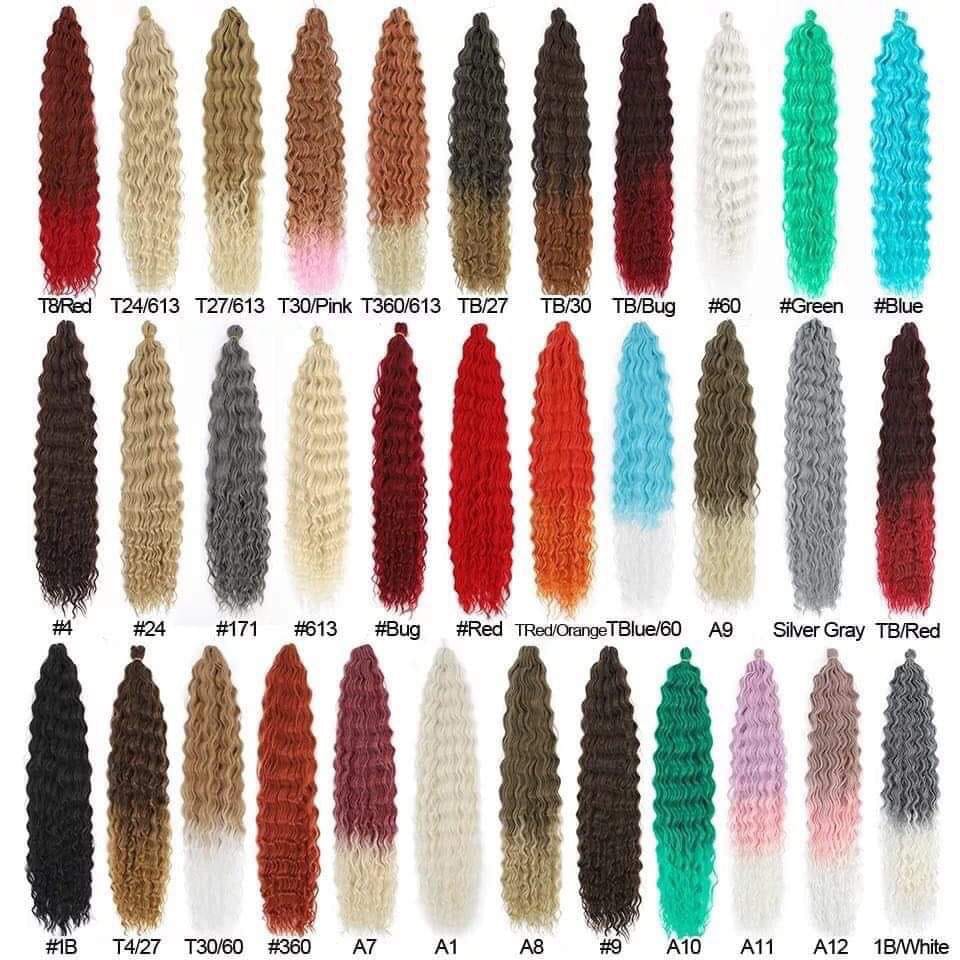 T8/Red T24/613 T27/613 T30/Pink T360/613 TB/27 TB/30 TB/Bug #60 #Green #Blue
#4 #24 #171 #613 #Bug #Red TRed/Orange TBlue/60 A9 Silver Gray TB/Red
#1B T4/27 T30/60 #360 A7 A1 A8 #9 A10 A11 A12 1B/White